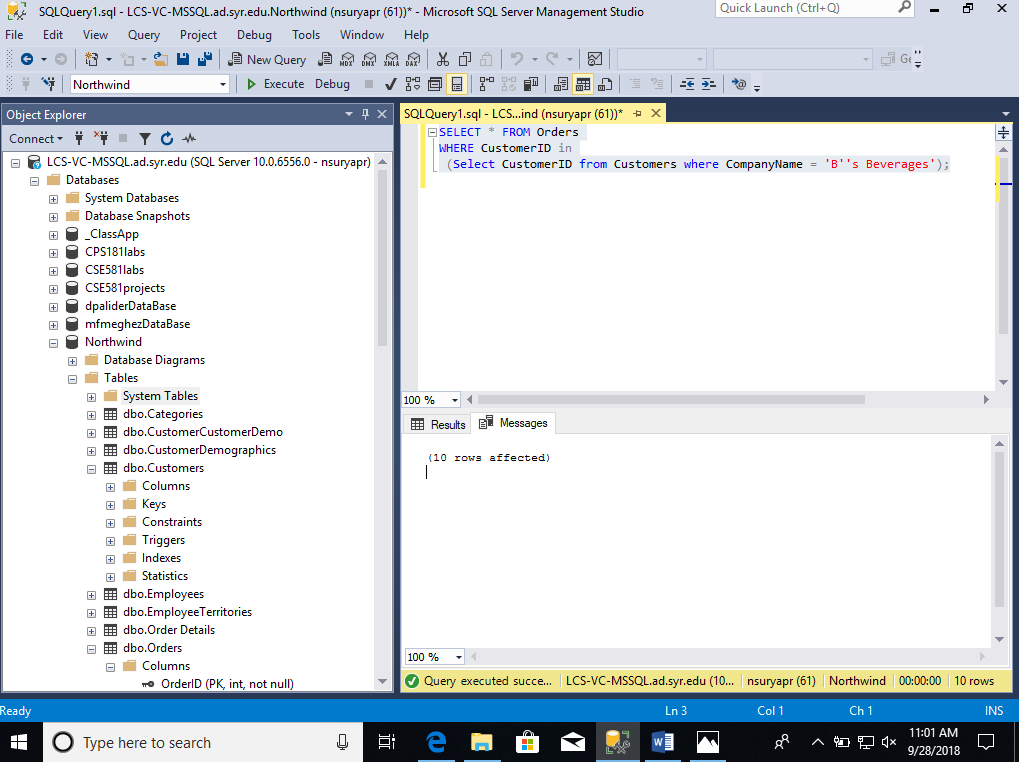 SQLQuery1.sql - LCS-VC-MSSQL.ad.syr.edu.Northwind (nsuryapr (61))* - Microsoft SQL Server Management Studio
Quick Launch (Ctrl+Q)
File Edit View Query Project Debug Tools Window Help
New Query
MDX DMX XMLA DAX
Northwind
Execute Debug
Object Explorer
Connect
LCS-VC-MSSQL.ad.syr.edu (SQL Server 10.0.6556.0 - nsuryapr)
Databases
System Databases
Database Snapshots
_ClassApp
CPS181labs
CSE581labs
CSE581projects
dpaliderDataBase
mfmeghezDataBase
Northwind
Database Diagrams
Tables
System Tables
dbo.Categories
dbo.CustomerCustomerDemo
dbo.CustomerDemographics
dbo.Customers
Columns
Keys
Constraints
Triggers
Indexes
Statistics
dbo.Employees
dbo.EmployeeTerritories
dbo.Order Details
dbo.Orders
Columns
OrderID (PK, int, not null)
SQLQuery1.sql - LCS...ind (nsuryapr (61))*
SELECT * FROM Orders
WHERE CustomerID in
(Select CustomerID from Customers where CompanyName = 'B''s Beverages');
100 %
Results Messages
(10 rows affected)
100 %
Query executed succe... LCS-VC-MSSQL.ad.syr.edu (10... nsuryapr (61) Northwind 00:00:00 10 rows
Ready Ln 3 Col 1 Ch 1 INS
Type here to search
11:01 AM
9/28/2018